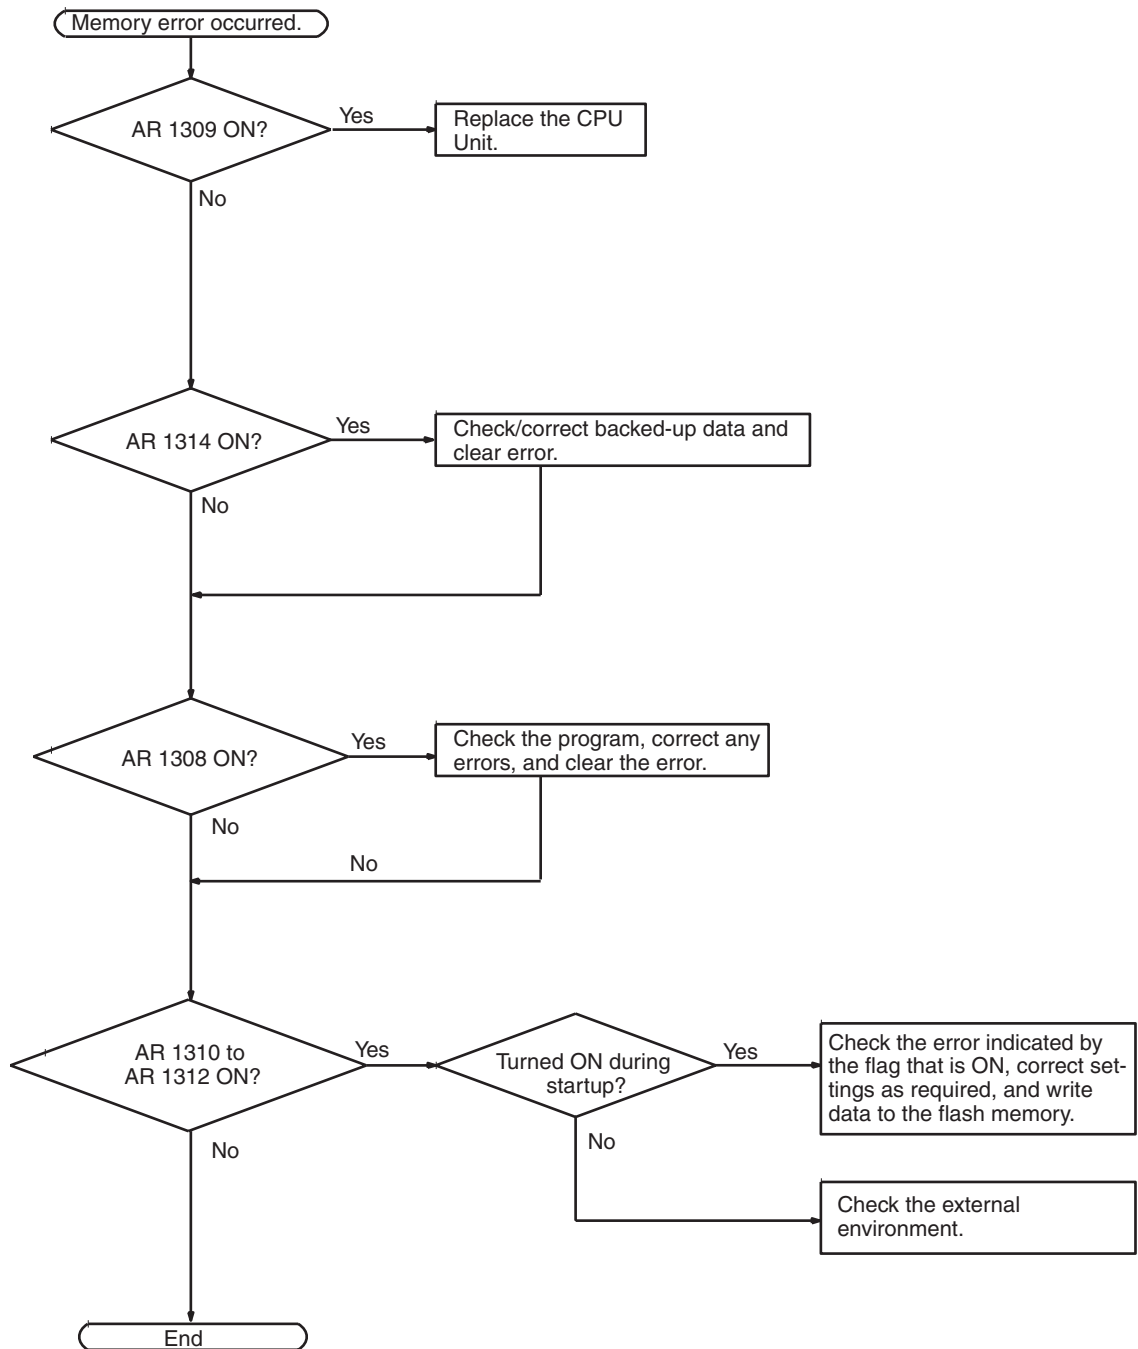 Memory error occurred.
AR 1309 ON?
Yes
Replace the CPU
Unit.
No
AR 1314 ON?
Yes
Check/correct backed-up data and
clear error.
No
AR 1308 ON?
Yes
Check the program, correct any
errors, and clear the error.
No
No
AR 1310 to
AR 1312 ON?
Yes
Turned ON during
startup?
Yes
Check the error indicated by
the flag that is ON, correct set-
tings as required, and write
data to the flash memory.
No
No
Check the external
environment.
End